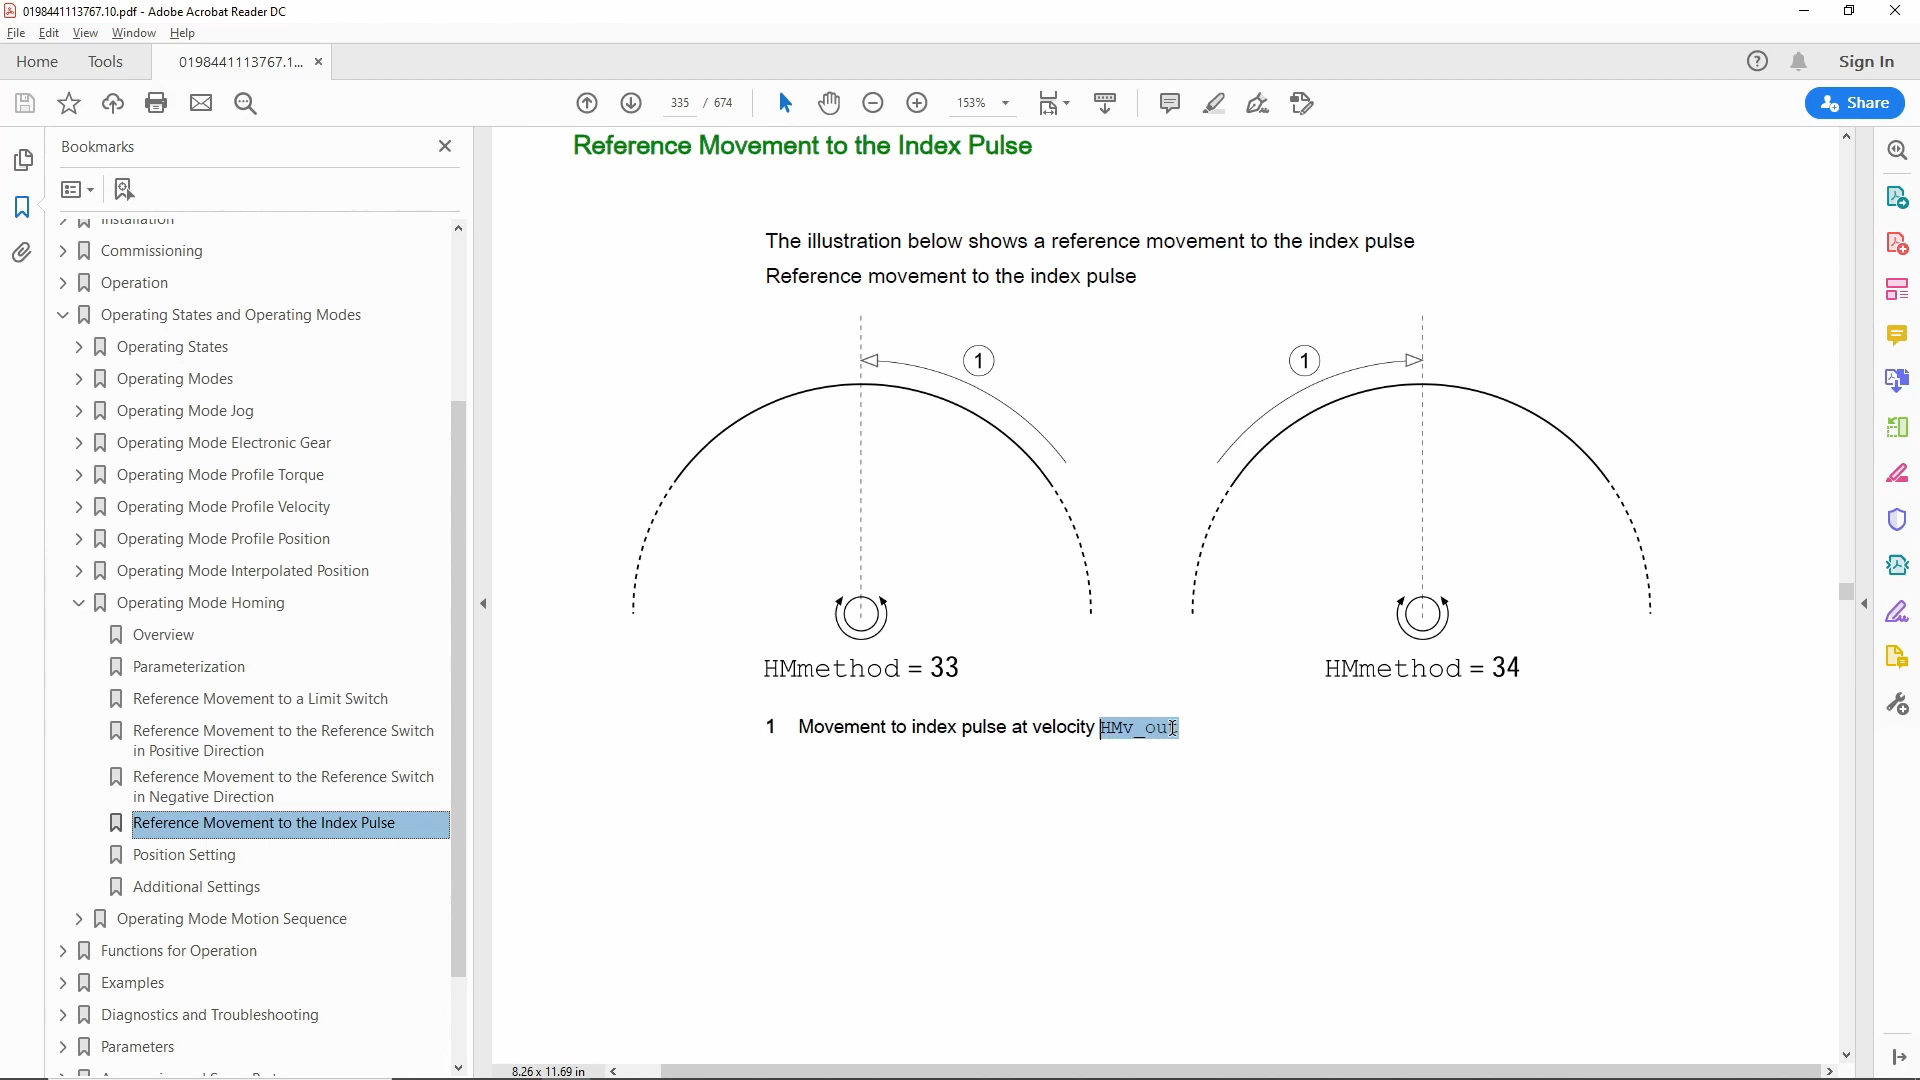 0198441113767.10.pdf - Adobe Acrobat Reader DC
File Edit View Window Help
Home Tools 0198441113767.1... × Sign In
335 / 674 153% Share
Bookmarks
Installation
Commissioning
Operation
Operating States and Operating Modes
Operating States
Operating Modes
Operating Mode Jog
Operating Mode Electronic Gear
Operating Mode Profile Torque
Operating Mode Profile Velocity
Operating Mode Profile Position
Operating Mode Interpolated Position
Operating Mode Homing
Overview
Parameterization
Reference Movement to a Limit Switch
Reference Movement to the Reference Switch
in Positive Direction
Reference Movement to the Reference Switch
in Negative Direction
Reference Movement to the Index Pulse
Position Setting
Additional Settings
Operating Mode Motion Sequence
Functions for Operation
Examples
Diagnostics and Troubleshooting
Parameters
Reference Movement to the Index Pulse
The illustration below shows a reference movement to the index pulse
Reference movement to the index pulse
1 1
HMmethod = 33 HMmethod = 34
1 Movement to index pulse at velocity HMv_out
8.26 x 11.69 in